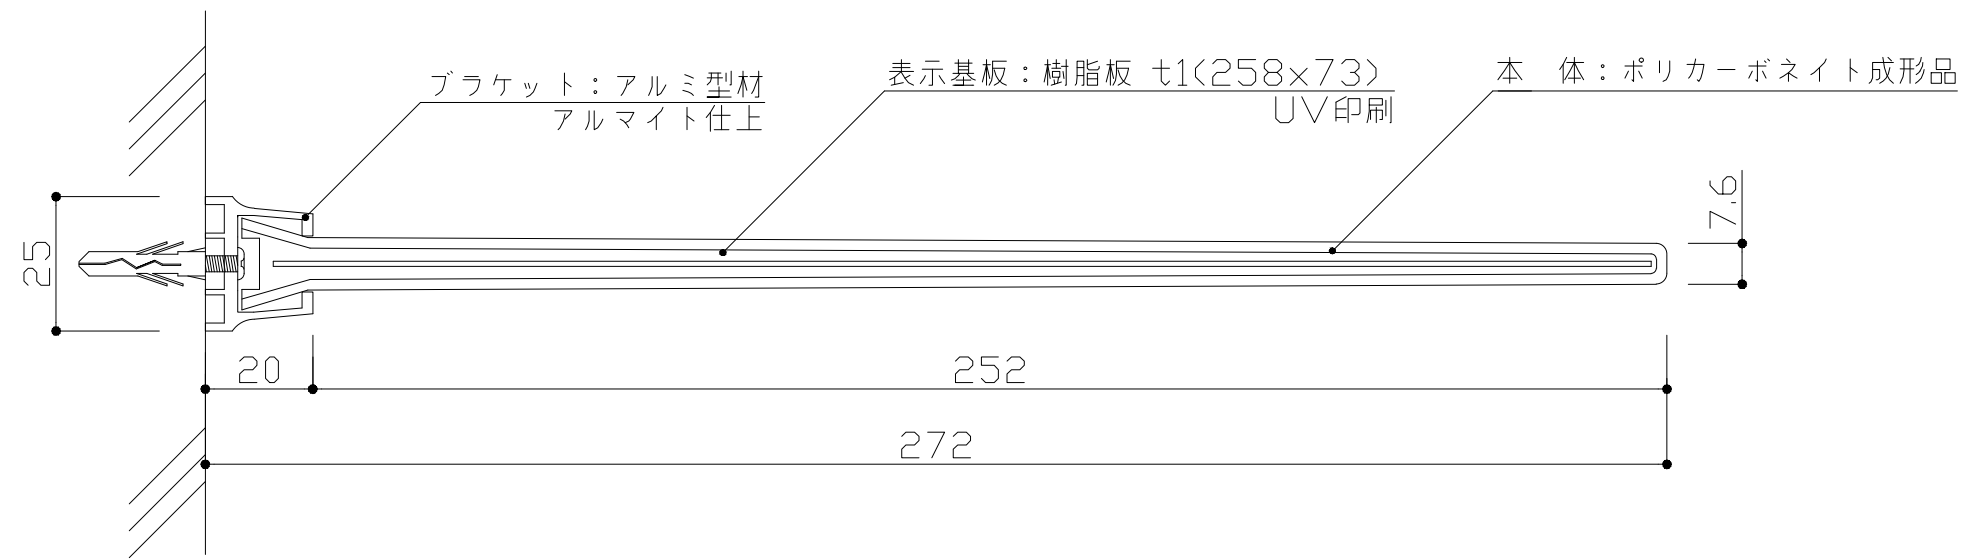 ブラケット：アルミ型材
アルマイト仕上
表示基板：樹脂板 t1(258x73)
UV印刷
本　体：ポリカーボネイト成形品
25
7.6
20
252
272